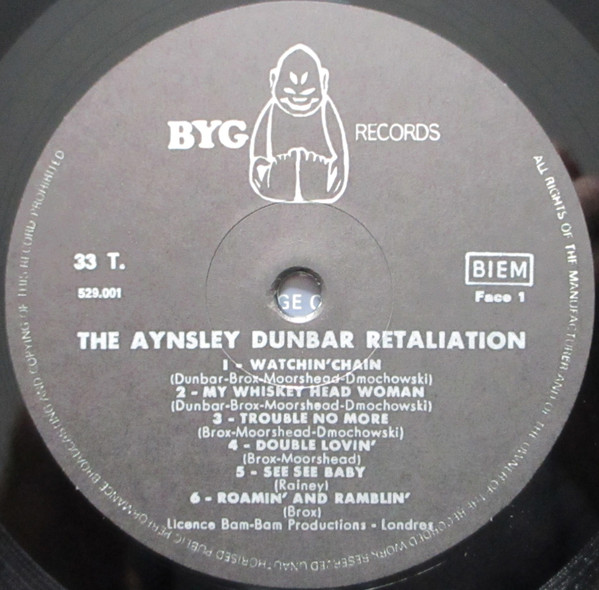 BYG RECORDS
33 T.
529.001
BIEM
Face 1
GE C
THE AYNSLEY DUNBAR RETALIATION
1 - WATCHIN'CHAIN
(Dunbar-Brox-Moorshead-Dmochowski)
2 - MY WHISKEY HEAD WOMAN
(Dunbar-Brox-Moorshead-Dmochowski)
3 - TROUBLE NO MORE
(Brox-Moorshead-Dmochowski)
4 - DOUBLE LOVIN'
(Brox-Moorshead)
5 - SEE SEE BABY
(Rainey)
6 - ROAMIN' AND RAMBLIN'
(Brox)
Licence Bam-Bam Productions - Londres
ALL RIGHTS OF THE MANUFACTURER AND OF THE OWNER OF THE RECORDED WORK RESERVED UNAUTHORISED PUBLIC PERFORMANCE BROADCASTING AND COPYING OF THIS RECORD PROHIBITED